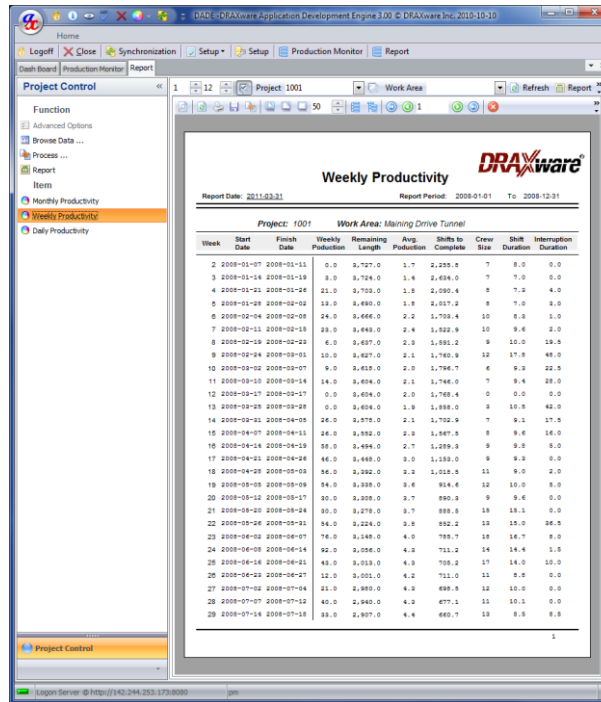 DADE -DRAXware Application Development Engine 3.00 © DRAXware Inc. 2010-10-10
Home
Logoff Close Synchronization Setup Setup Production Monitor Report
Dash Board Production Monitor Report
Project Control « 1 12 Project 1001 Work Area Refresh Report
50 1
Function
Advanced Options
Browse Data ...
Process ...
Report
Item
Monthly Productivity
Weekly Productivity
Daily Productivity
DRAXware
Weekly Productivity
Report Date: 2011-03-31 Report Period: 2008-01-01 To 2008-12-31
Project: 1001 Work Area: Maining Drrive Tunnel
Week Start Date Finish Date Weekly Poduction Remaining Length Avg. Poduction Shifts to Complete Crew Size Shift Duration Interruption Duration
2 2008-01-07 2008-01-11 0.0 3,727.0 1.7 2,255.8 7 8.0 0.0
3 2008-01-14 2008-01-19 3.0 3,724.0 1.4 2,634.0 7 7.0 0.0
4 2008-01-21 2008-01-26 21.0 3,703.0 1.8 2,090.4 8 7.3 4.0
5 2008-01-28 2008-02-02 13.0 3,690.0 1.8 2,017.2 8 7.0 3.0
6 2008-02-04 2008-02-08 24.0 3,666.0 2.2 1,703.4 10 8.3 1.0
7 2008-02-11 2008-02-15 23.0 3,643.0 2.4 1,522.9 10 9.6 2.0
8 2008-02-19 2008-02-23 6.0 3,637.0 2.3 1,591.2 9 10.0 19.5
9 2008-02-24 2008-03-01 10.0 3,627.0 2.1 1,760.9 12 17.5 48.0
10 2008-03-02 2008-03-07 9.0 3,618.0 2.0 1,796.7 6 9.3 22.5
11 2008-03-10 2008-03-14 14.0 3,604.0 2.1 1,746.0 7 9.4 28.0
12 2008-03-17 2008-03-17 0.0 3,604.0 2.0 1,768.4 0 0.0 0.0
13 2008-03-25 2008-03-28 0.0 3,604.0 1.9 1,858.0 3 10.5 42.0
14 2008-03-31 2008-04-05 26.0 3,578.0 2.1 1,702.9 7 9.1 17.5
15 2008-04-07 2008-04-11 26.0 3,552.0 2.3 1,567.5 8 9.6 16.0
16 2008-04-14 2008-04-19 58.0 3,494.0 2.7 1,289.3 9 9.8 5.0
17 2008-04-21 2008-04-26 46.0 3,448.0 3.0 1,153.0 9 9.3 0.0
18 2008-04-28 2008-05-03 56.0 3,392.0 3.3 1,015.5 11 9.0 2.0
19 2008-05-05 2008-05-09 54.0 3,338.0 3.6 914.6 12 10.0 5.0
20 2008-05-12 2008-05-17 30.0 3,308.0 3.7 890.3 9 9.6 0.0
21 2008-05-20 2008-05-24 30.0 3,278.0 3.7 888.5 15 15.1 0.0
22 2008-05-26 2008-05-31 54.0 3,224.0 3.8 852.2 13 15.0 36.5
23 2008-06-02 2008-06-07 76.0 3,148.0 4.0 785.7 18 16.7 8.0
24 2008-06-08 2008-06-14 92.0 3,056.0 4.3 711.2 14 14.4 1.5
25 2008-06-16 2008-06-21 43.0 3,013.0 4.3 705.2 17 14.0 10.0
26 2008-06-23 2008-06-27 12.0 3,001.0 4.2 711.0 11 8.8 0.0
27 2008-07-02 2008-07-04 21.0 2,980.0 4.3 698.5 12 10.0 0.0
28 2008-07-07 2008-07-12 40.0 2,940.0 4.3 677.1 11 10.1 0.0
29 2008-07-14 2008-07-18 33.0 2,907.0 4.4 660.7 13 8.5 8.5
1
Project Control
Logon Server @ http://142.244.253.173:8080 pm